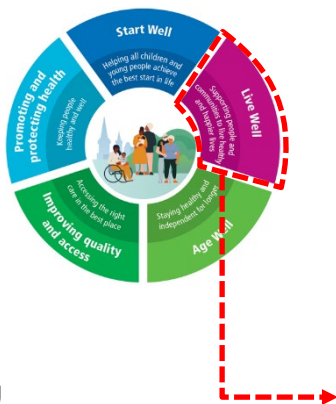 Start Well
Helping all children and
young people achieve
the best start in life
Live Well
Supporting people and
communities to live healthy
and happier lives
Age Well
Staying healthy and
independent for longer
Improving quality
and access
Accessing the right
care in the best place
Promoting and
protecting health
Keeping people
healthy and well